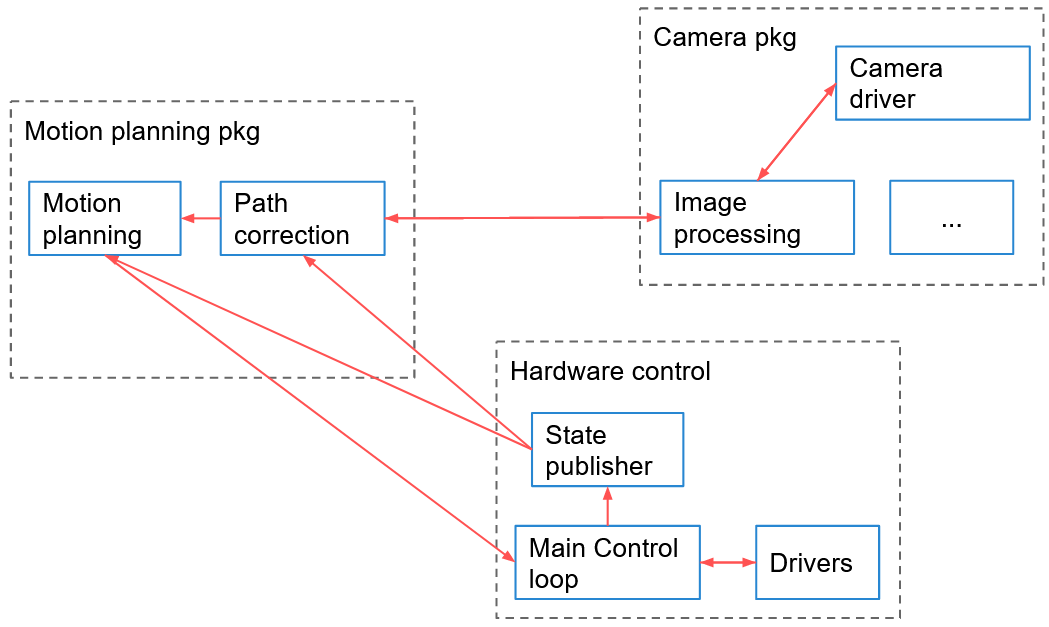 Camera pkg
Camera
driver
Motion planning pkg
Motion
planning
Path
correction
Image
processing
...
Hardware control
State
publisher
Main Control
loop
Drivers